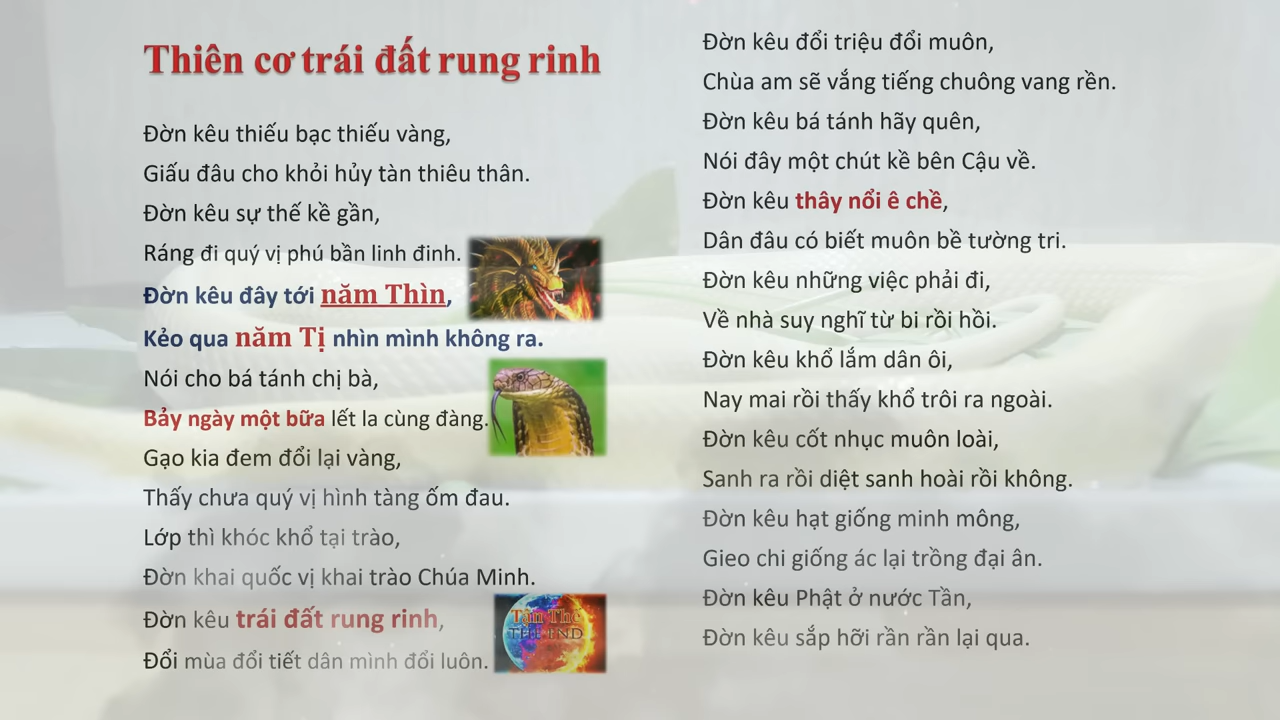 Thiên cơ trái đất rung rinh
Đờn kêu thiếu bạc thiếu vàng,
Giấu đâu cho khỏi hủy tàn thiêu thân.
Đờn kêu sự thế kề gần,
Ráng đi quý vị phú bần linh đinh.
Đờn kêu đây tới năm Thìn,
Kẻo qua năm Tị nhìn mình không ra.
Nói cho bá tánh chị bà,
Bảy ngày một bữa lết la cùng đàng.
Gạo kia đem đổi lại vàng,
Thấy chưa quý vị hình tàng ốm đau.
Lớp thì khóc khổ tại trào,
Đờn khai quốc vị khai trào Chúa Minh.
Đờn kêu trái đất rung rinh,
Đổi mùa đổi tiết dân mình đổi luôn.
Tận Thế
THE END
Đờn kêu đổi triệu đổi muôn,
Chùa am sẽ vắng tiếng chuông vang rền.
Đờn kêu bá tánh hãy quên,
Nói đây một chút kề bên Cậu về.
Đờn kêu thây nổi ê chề,
Dân đâu có biết muôn bề tường tri.
Đờn kêu những việc phải đi,
Về nhà suy nghĩ từ bi rồi hồi.
Đờn kêu khổ lắm dân ôi,
Nay mai rồi thấy khổ trôi ra ngoài.
Đờn kêu cốt nhục muôn loài,
Sanh ra rồi diệt sanh hoài rồi không.
Đờn kêu hạt giống minh mông,
Gieo chi giống ác lại trồng đại ân.
Đờn kêu Phật ở nước Tần,
Đờn kêu sắp hỡi rần rần lại qua.